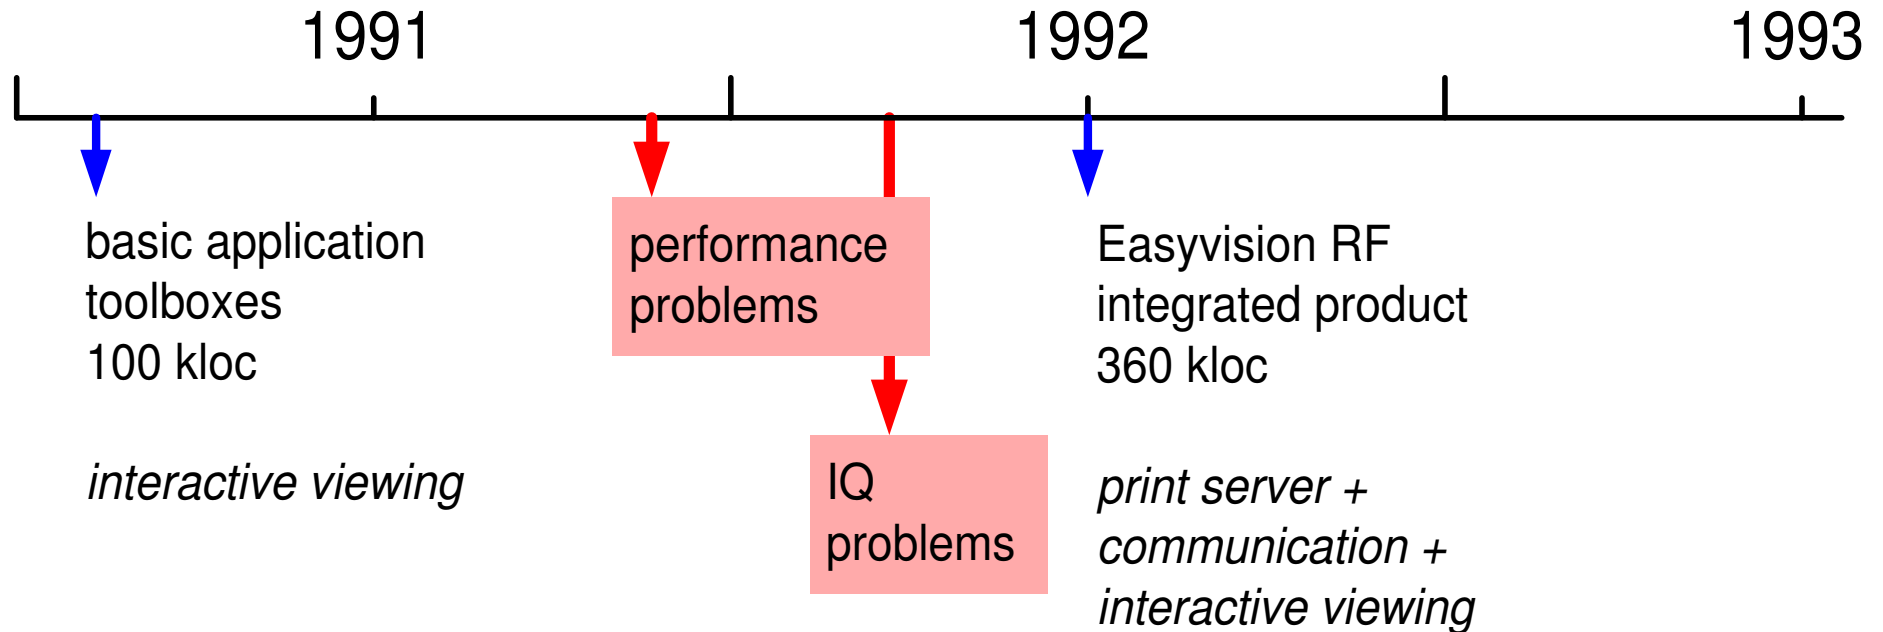 1991
1992
1993
basic application
toolboxes
100 kloc
interactive viewing
performance
problems
IQ
problems
Easyvision RF
integrated product
360 kloc
print server +
communication +
interactive viewing